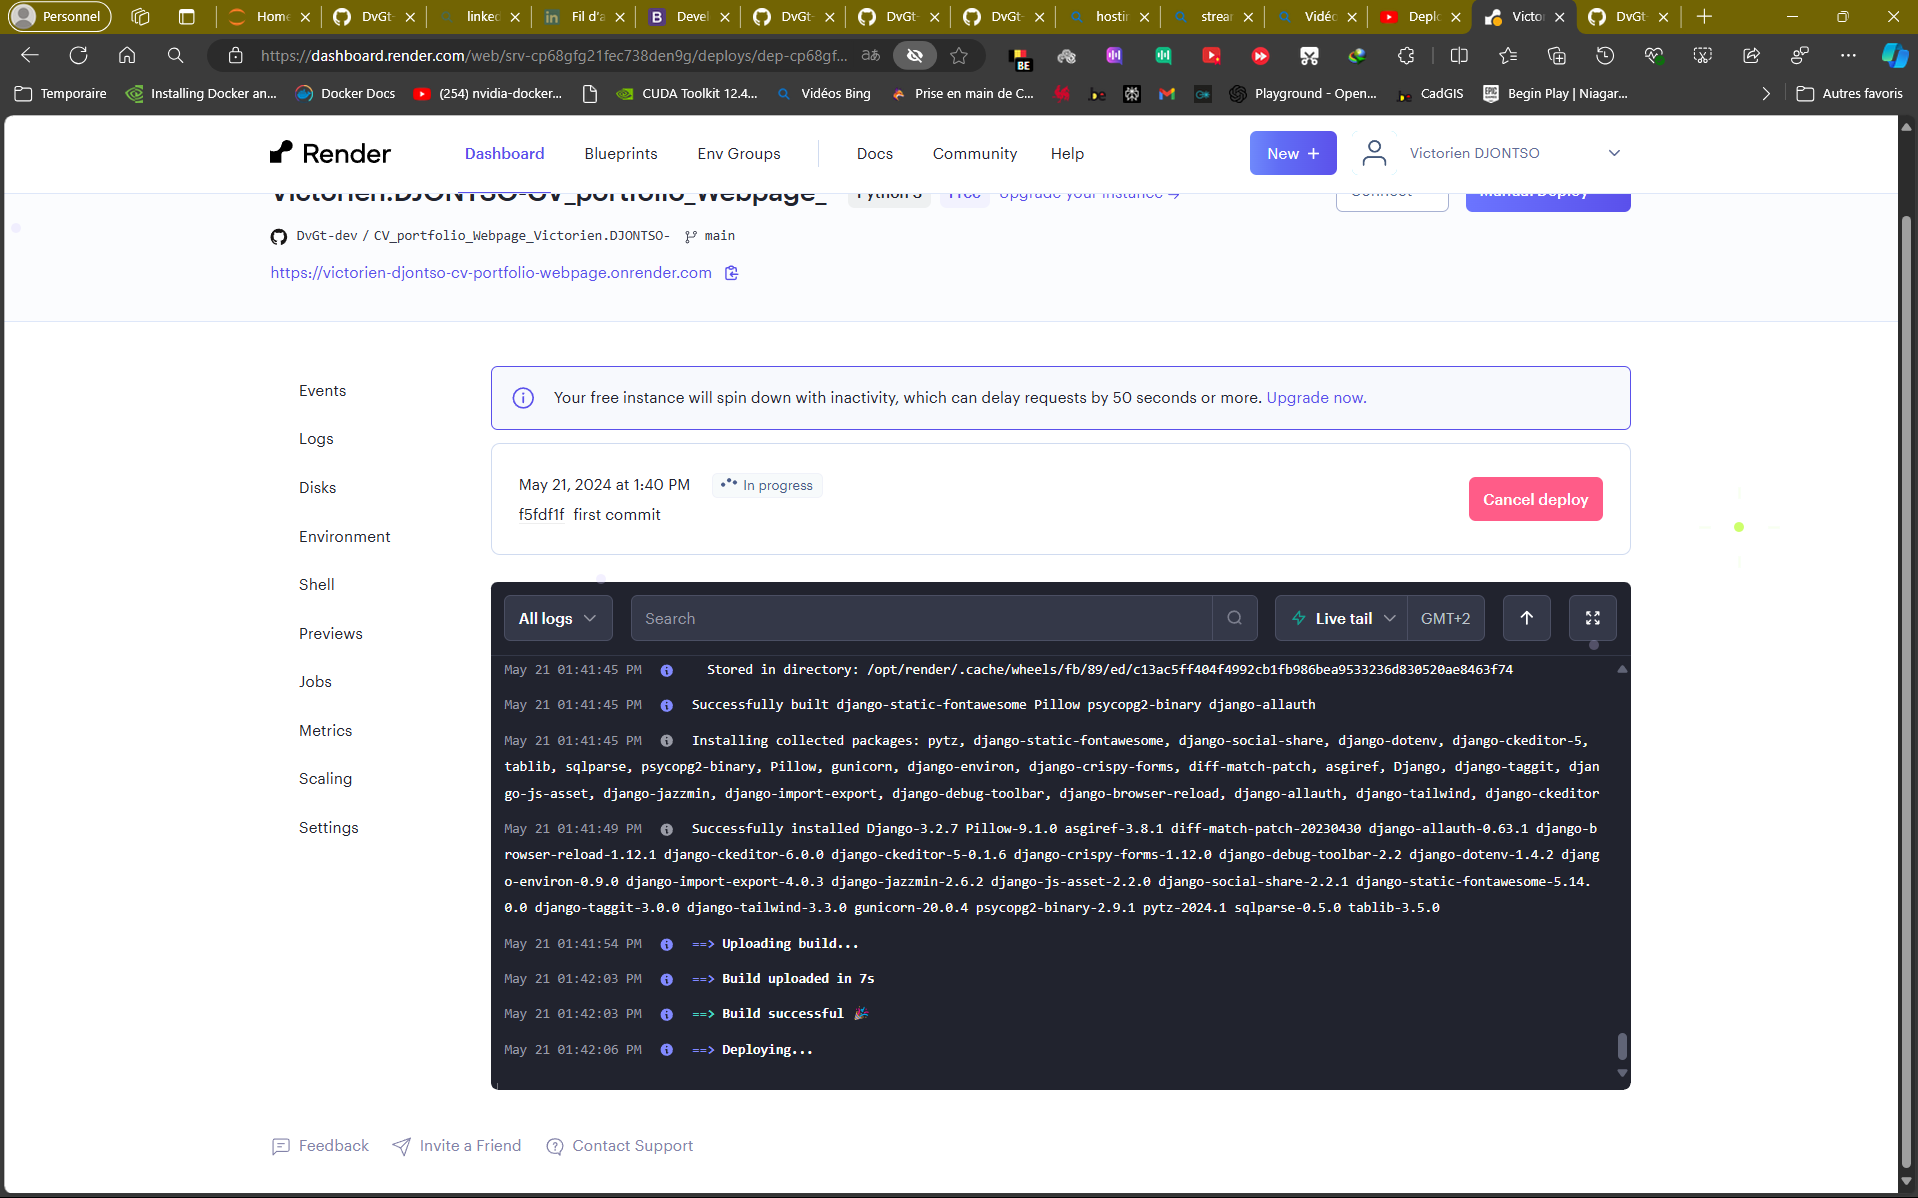 Personnel
Home
DvGt-
linked
Fil d'a
Devel
DvGt-
DvGt-
DvGt-
hostin
strea
Vidéo
Deplo
Victo
DvGt-
https://dashboard.render.com/web/srv-cp68gfg21fec738den9g/deploys/dep-cp68gf...
Temporaire
Installing Docker an...
Docker Docs
(254) nvidia-docker...
CUDA Toolkit 12.4...
Vidéos Bing
Prise en main de C...
Playground - Open...
CadGIS
Begin Play | Niagar...
Autres favoris
Render
Dashboard
Blueprints
Env Groups
Docs
Community
Help
New +
Victorien DJONTSO
Victorien.DJONTSO-Cv_portfolio_Webpage_
Python 3
Free
Upgrade your instance →
Connect
Manual Deploy
DvGt-dev / CV_portfolio_Webpage_Victorien.DJONTSO- main
https://victorien-djontso-cv-portfolio-webpage.onrender.com
Events
Logs
Disks
Environment
Shell
Previews
Jobs
Metrics
Scaling
Settings
Your free instance will spin down with inactivity, which can delay requests by 50 seconds or more. Upgrade now.
May 21, 2024 at 1:40 PM In progress
f5fdf1f first commit
Cancel deploy
All logs
Search
Live tail
GMT+2
May 21 01:41:45 PM Stored in directory: /opt/render/.cache/wheels/fb/89/ed/c13ac5ff404f4992cb1fb986bea9533236d830520ae8463f74
May 21 01:41:45 PM Successfully built django-static-fontawesome Pillow psycopg2-binary django-allauth
May 21 01:41:45 PM Installing collected packages: pytz, django-static-fontawesome, django-social-share, django-dotenv, django-ckeditor-5,
tablib, sqlparse, psycopg2-binary, Pillow, gunicorn, django-environ, django-crispy-forms, diff-match-patch, asgiref, Django, django-taggit, djan
go-js-asset, django-jazzmin, django-import-export, django-debug-toolbar, django-browser-reload, django-allauth, django-tailwind, django-ckeditor
May 21 01:41:49 PM Successfully installed Django-3.2.7 Pillow-9.1.0 asgiref-3.8.1 diff-match-patch-20230430 django-allauth-0.63.1 django-b
rowser-reload-1.12.1 django-ckeditor-6.0.0 django-ckeditor-5-0.1.6 django-crispy-forms-1.12.0 django-debug-toolbar-2.2 django-dotenv-1.4.2 djang
o-environ-0.9.0 django-import-export-4.0.3 django-jazzmin-2.6.2 django-js-asset-2.2.0 django-social-share-2.2.1 django-static-fontawesome-5.14.
0.0 django-taggit-3.0.0 django-tailwind-3.3.0 gunicorn-20.0.4 psycopg2-binary-2.9.1 pytz-2024.1 sqlparse-0.5.0 tablib-3.5.0
May 21 01:41:54 PM ==> Uploading build...
May 21 01:42:03 PM ==> Build uploaded in 7s
May 21 01:42:03 PM ==> Build successful 🎉
May 21 01:42:06 PM ==> Deploying...
Feedback
Invite a Friend
Contact Support